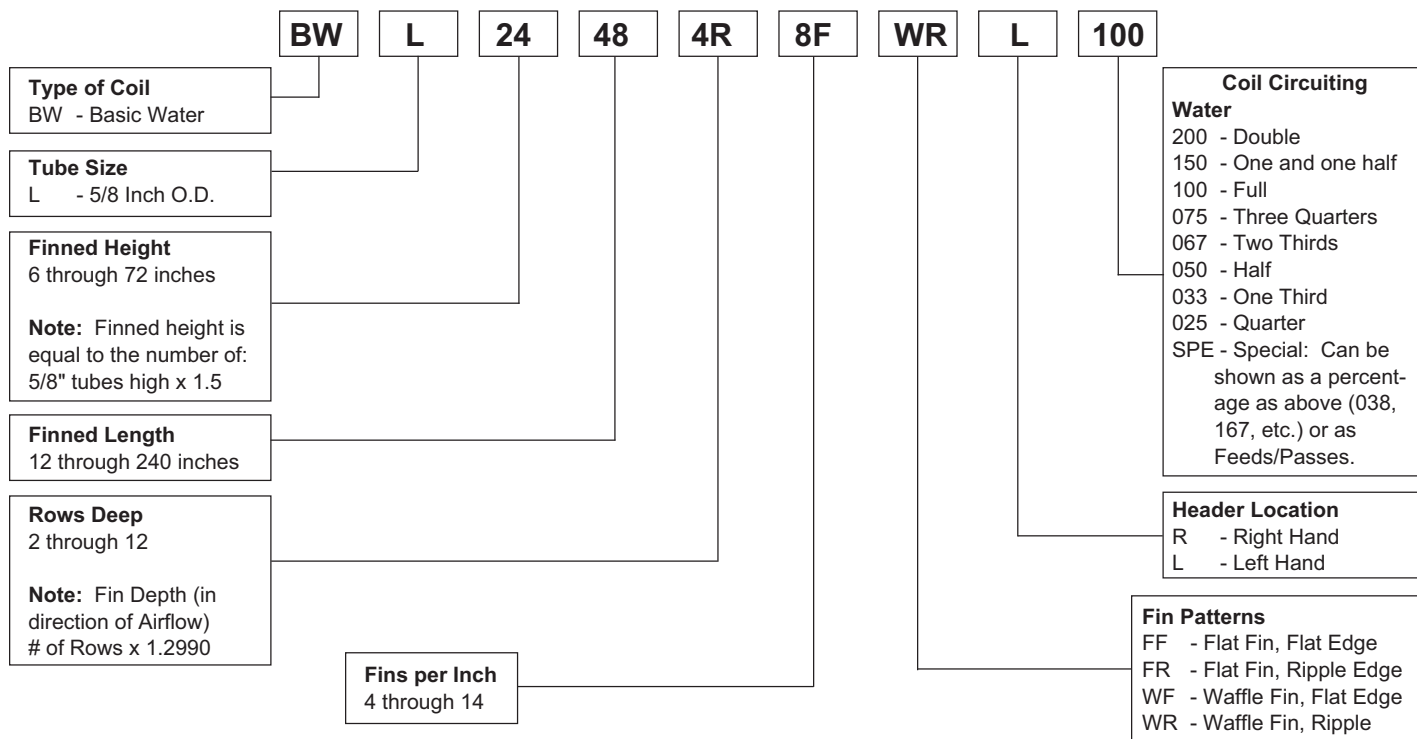 BW L 24 48 4R 8F WR L 100
Type of Coil
BW - Basic Water
Tube Size
L - 5/8 Inch O.D.
Finned Height
6 through 72 inches
Note: Finned height is
equal to the number of:
5/8" tubes high x 1.5
Finned Length
12 through 240 inches
Rows Deep
2 through 12
Note: Fin Depth (in
direction of Airflow)
# of Rows x 1.2990
Fins per Inch
4 through 14
Coil Circuiting
Water
200 - Double
150 - One and one half
100 - Full
075 - Three Quarters
067 - Two Thirds
050 - Half
033 - One Third
025 - Quarter
SPE - Special: Can be
shown as a percent-
age as above (038,
167, etc.) or as
Feeds/Passes.
Header Location
R - Right Hand
L - Left Hand
Fin Patterns
FF - Flat Fin, Flat Edge
FR - Flat Fin, Ripple Edge
WF - Waffle Fin, Flat Edge
WR - Waffle Fin, Ripple